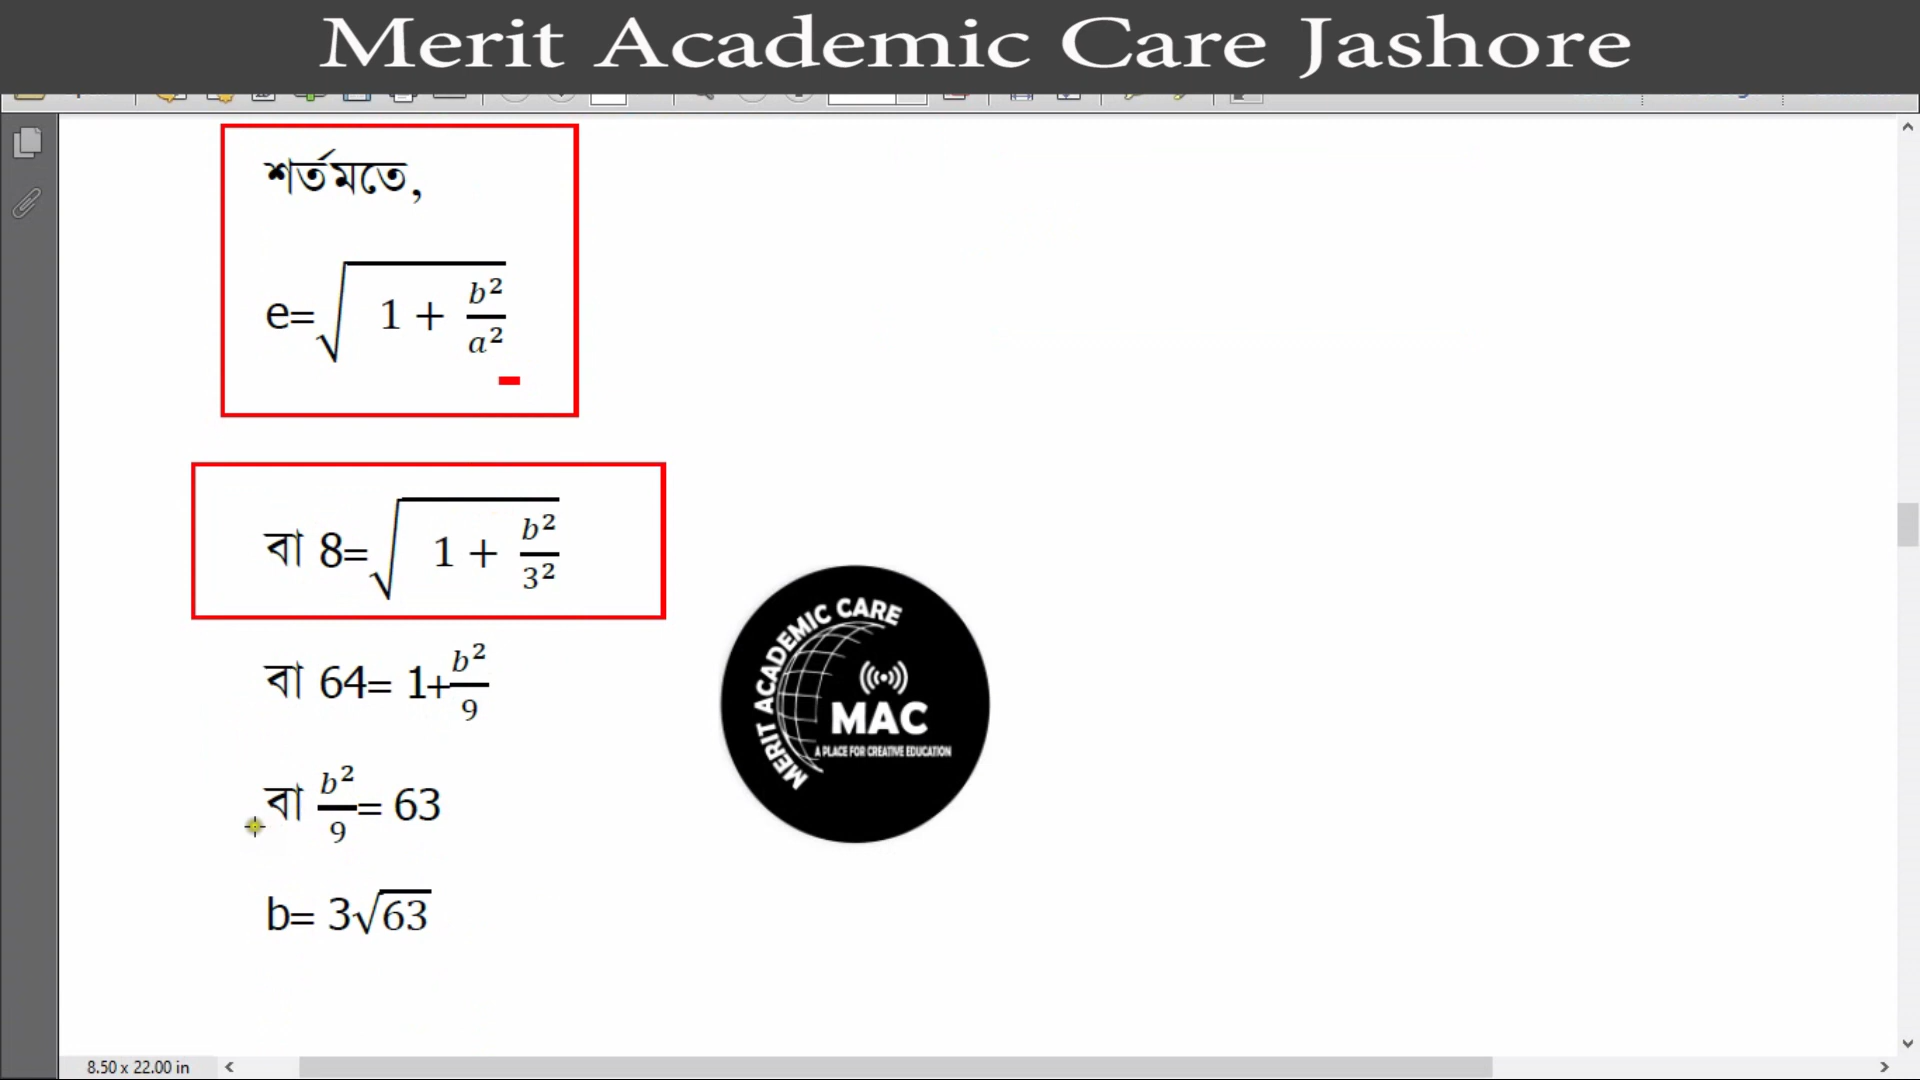 Merit Academic Care Jashore
শর্তমতে,
e=√(1 + b²/a²)
বা 8=√(1 + b²/3²)
বা 64= 1+b²/9
বা b²/9= 63
b= 3√63
MERIT ACADEMIC CARE
MAC
A PLACE FOR CREATIVE EDUCATION
8.50 x 22.00 in